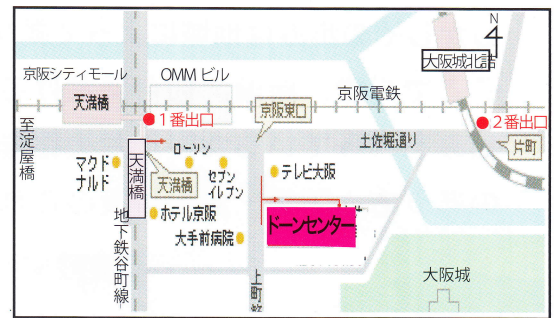 N
大阪城北詰
京阪シティモール
OMM ビル
京阪電鉄
天満橋
1番出口
京阪東口
2番出口
至淀屋橋
土佐堀通り
片町
マクド
ナルド
天満橋
ローソン
天満橋
セブン
イレブン
テレビ大阪
ホテル京阪
ドーンセンター
大手前病院
地下鉄谷町線
上町
大阪城